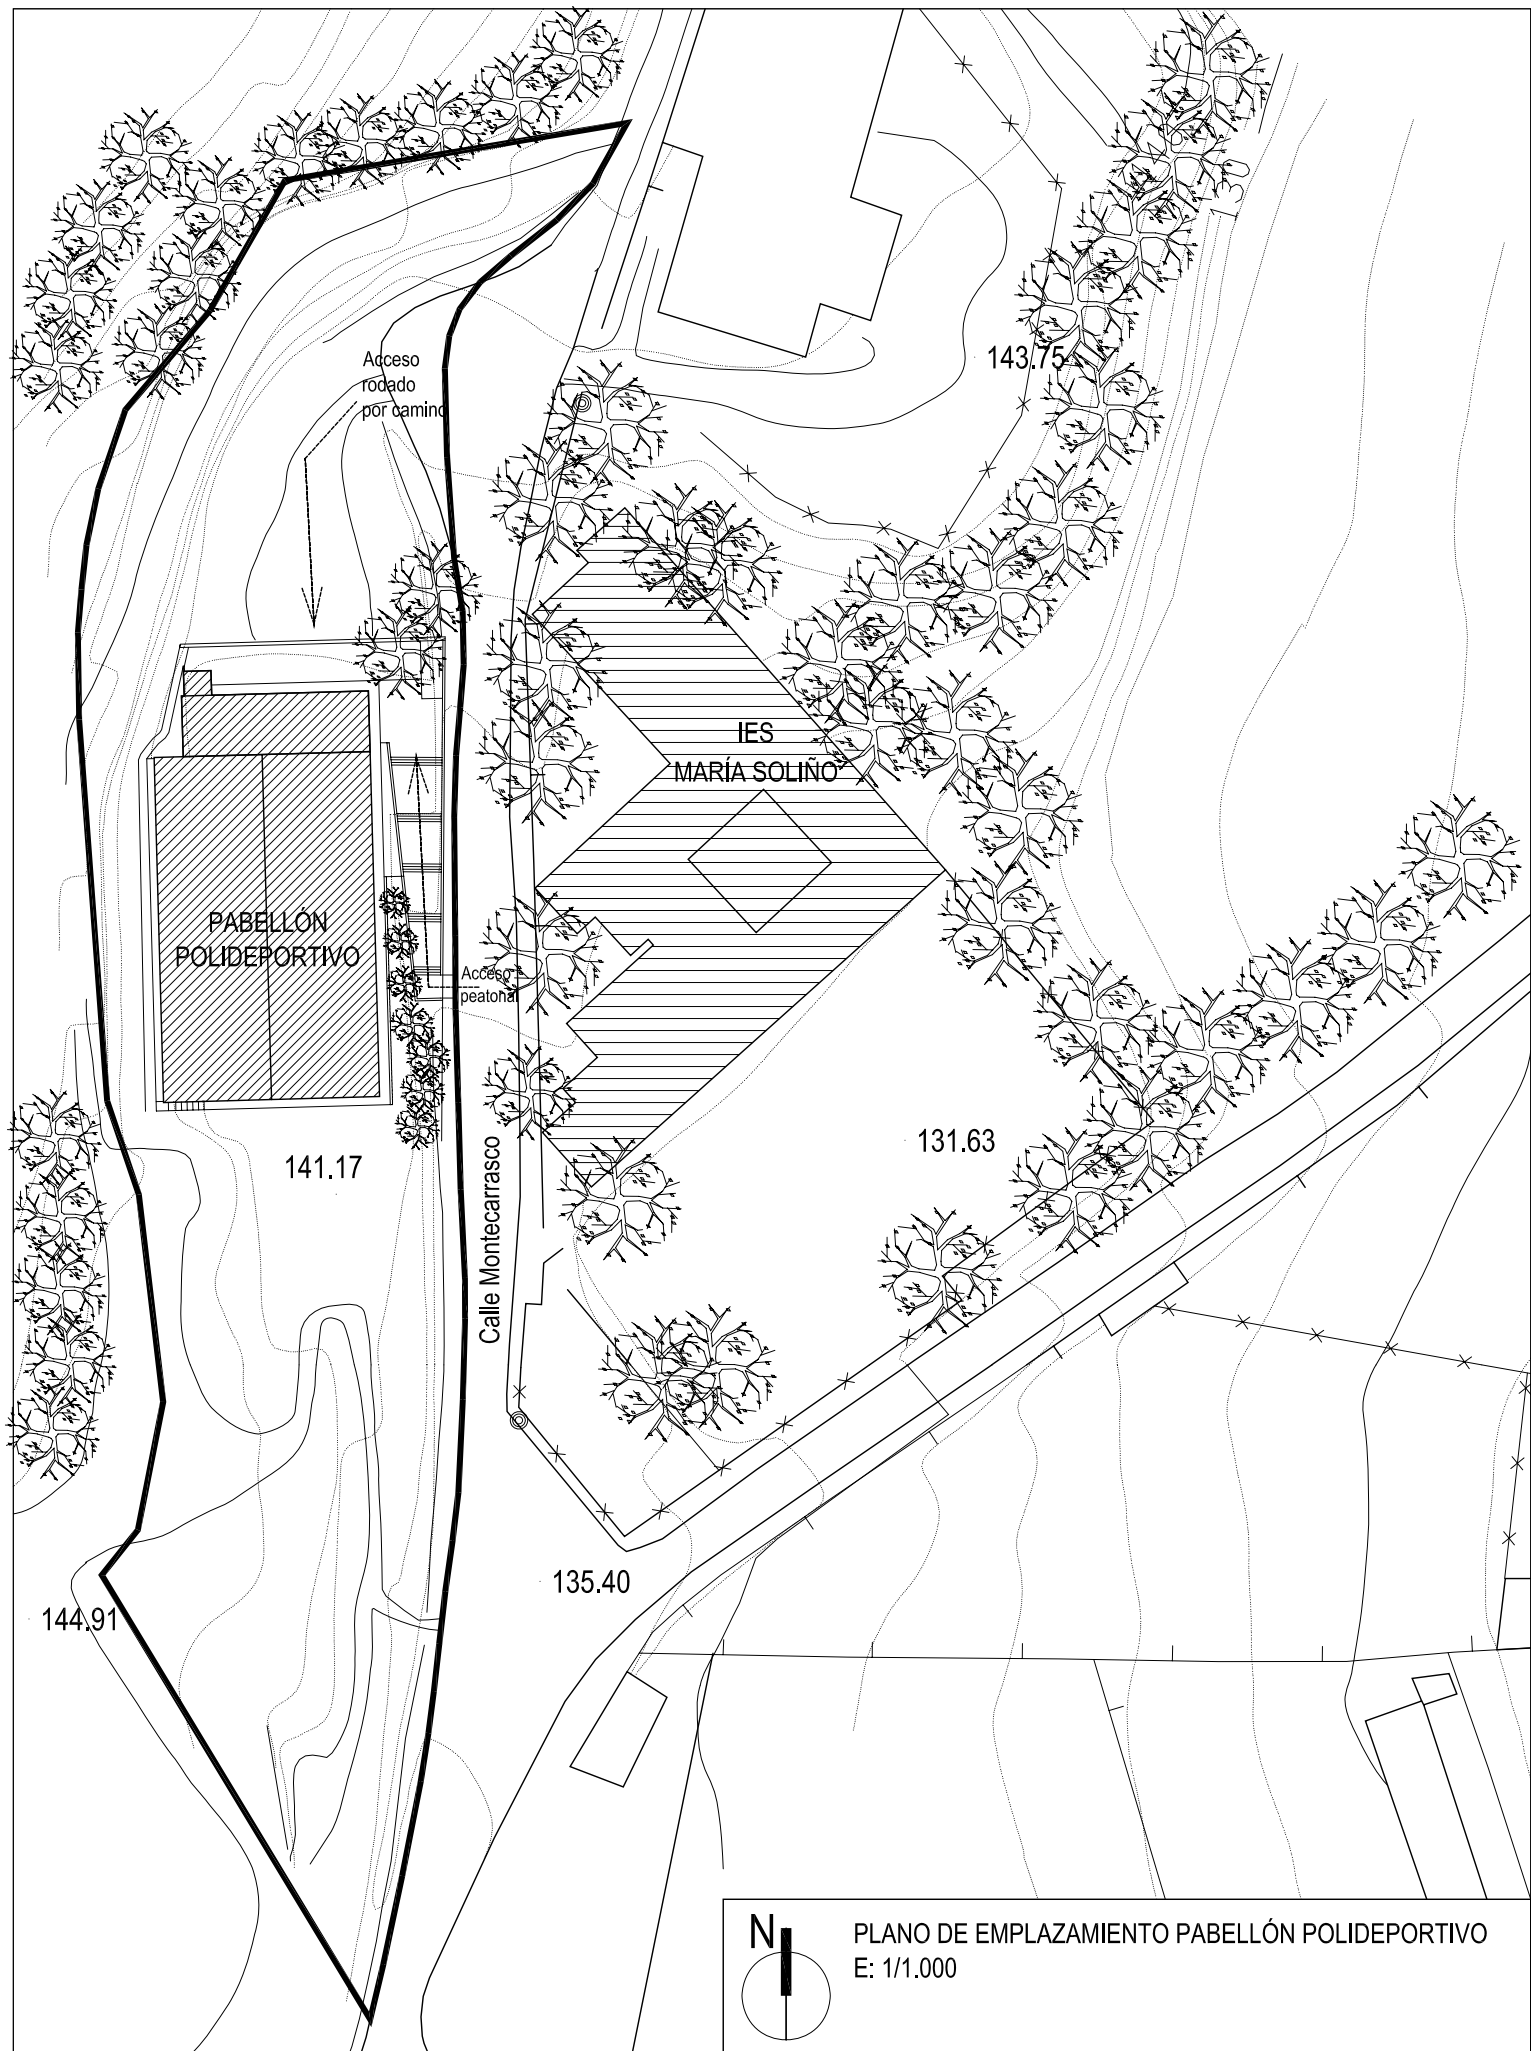 130
143.75
Acceso
rodado
por camino
IES
MARÍA SOLIÑO
PABELLÓN
POLIDEPORTIVO
Acceso
peatonal
131.63
141.17
Calle Montecarrasco
135.40
144.91
N
PLANO DE EMPLAZAMIENTO PABELLÓN POLIDEPORTIVO
E: 1/1.000